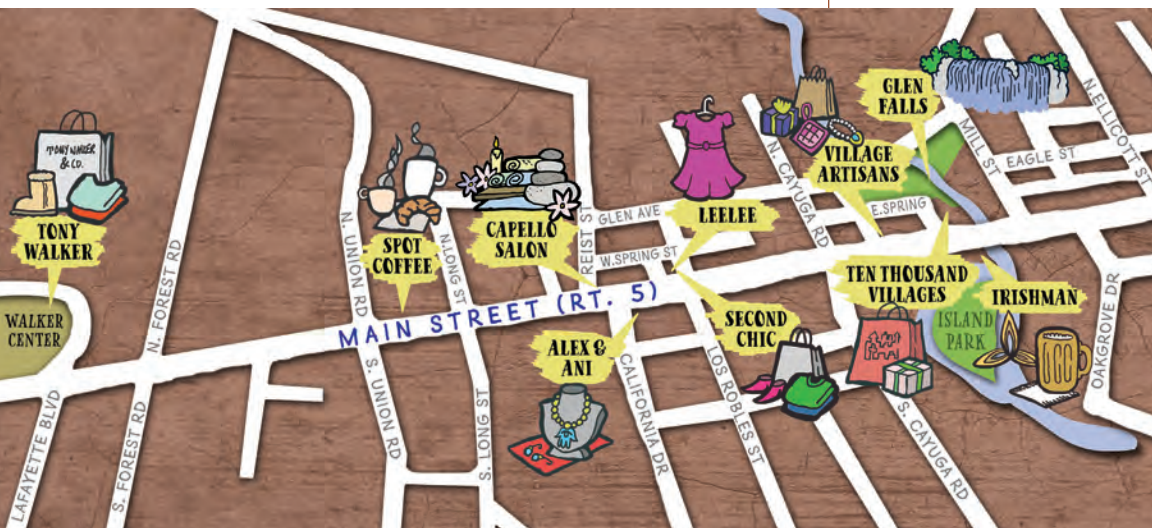 TONY WALKER
& CO.
TONY
WALKER
WALKER
CENTER
LAFAYETTE BLVD
N. FOREST RD
S. FOREST RD
N. UNION RD
S. UNION RD
SPOT
COFFEE
N.LONG ST
S. LONG ST
MAIN STREET (RT. 5)
CAPELLO
SALON
REIST ST
GLEN AVE
W.SPRING ST
ALEX &
ANI
CALIFORNIA DR
LEELEE
SECOND
CHIC
LOS ROBLES ST
N. CAYUGA RD
S. CAYUGA RD
VILLAGE
ARTISANS
GLEN
FALLS
E.SPRING
MILL ST
EAGLE ST
N.ELLICOTT ST
TEN THOUSAND
VILLAGES
IRISHMAN
ISLAND
PARK
OAKGROVE DR